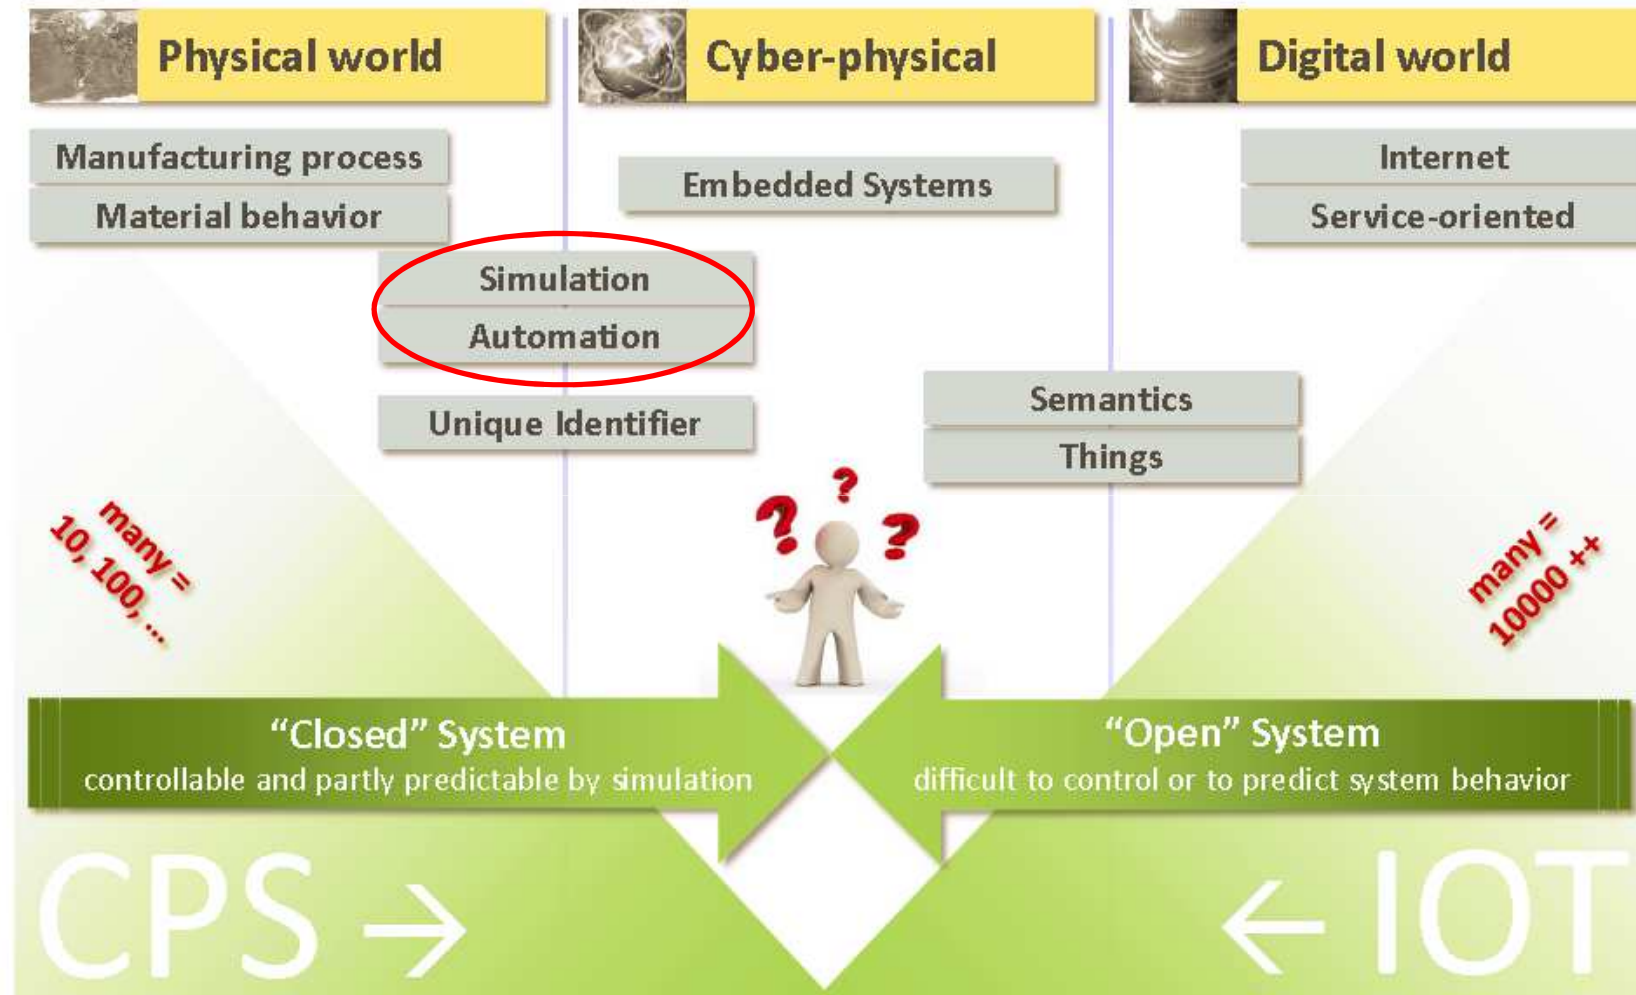 Physical world
Cyber-physical
Digital world
Manufacturing process
Material behavior
Embedded Systems
Internet
Service-oriented
Simulation
Automation
Unique Identifier
Semantics
Things
many =
10, 100, ...
? ? ?
many =
10000 ++
“Closed” System
controllable and partly predictable by simulation
“Open” System
difficult to control or to predict system behavior
CPS →
← IOT